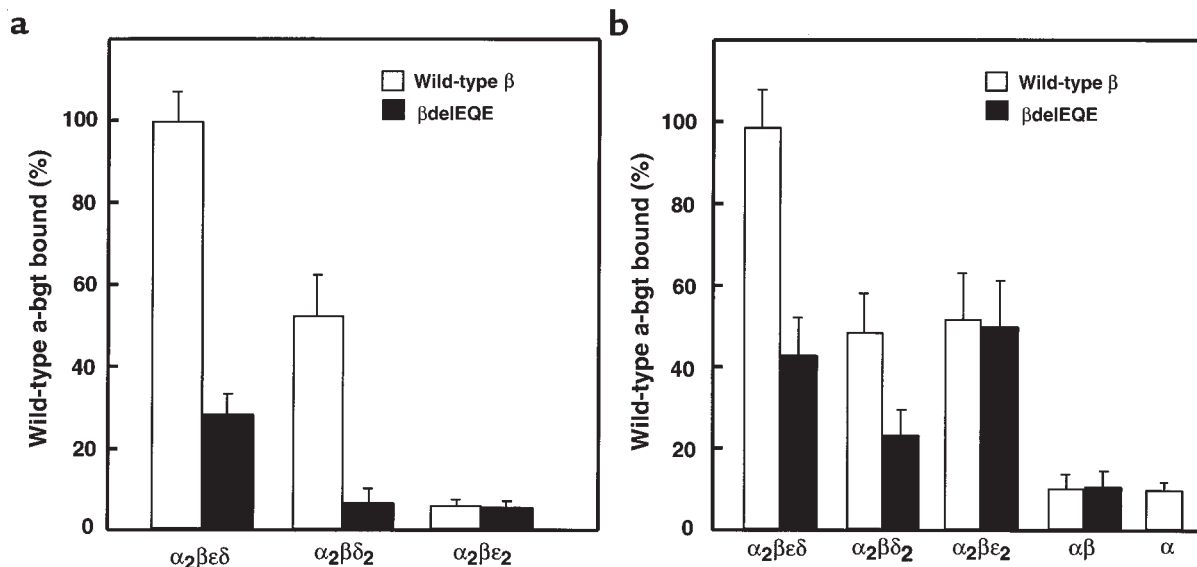 a
Wild-type a-bgt bound (%)
100
80
60
40
20
0
Wild-type β
βdelEQE
α₂βεδ
α₂βδ₂
α₂βε₂
b
Wild-type a-bgt bound (%)
100
80
60
40
20
0
Wild-type β
βdelEQE
α₂βεδ
α₂βδ₂
α₂βε₂
αβ
α